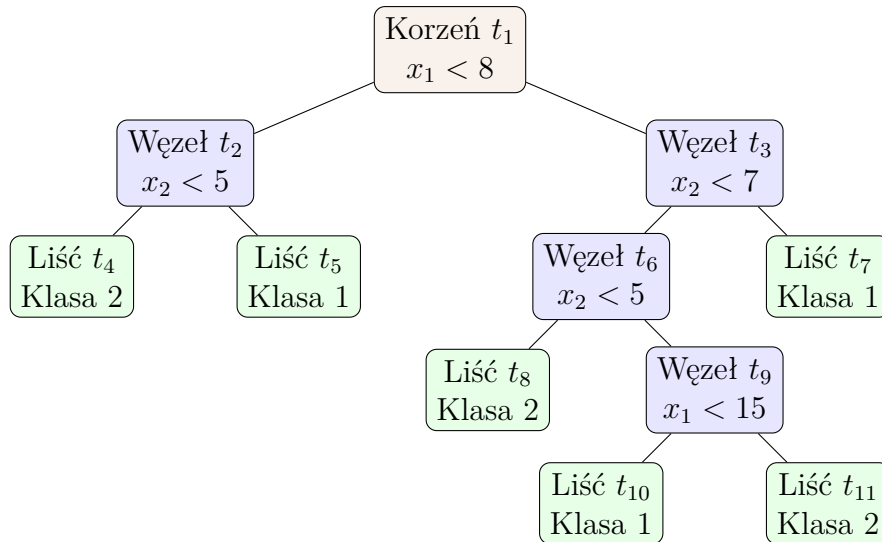 Korzeń t₁
x₁ < 8
Węzeł t₂
x₂ < 5
Węzeł t₃
x₂ < 7
Liść t₄
Klasa 2
Liść t₅
Klasa 1
Węzeł t₆
x₂ < 5
Liść t₇
Klasa 1
Liść t₈
Klasa 2
Węzeł t₉
x₁ < 15
Liść t₁₀
Klasa 1
Liść t₁₁
Klasa 2